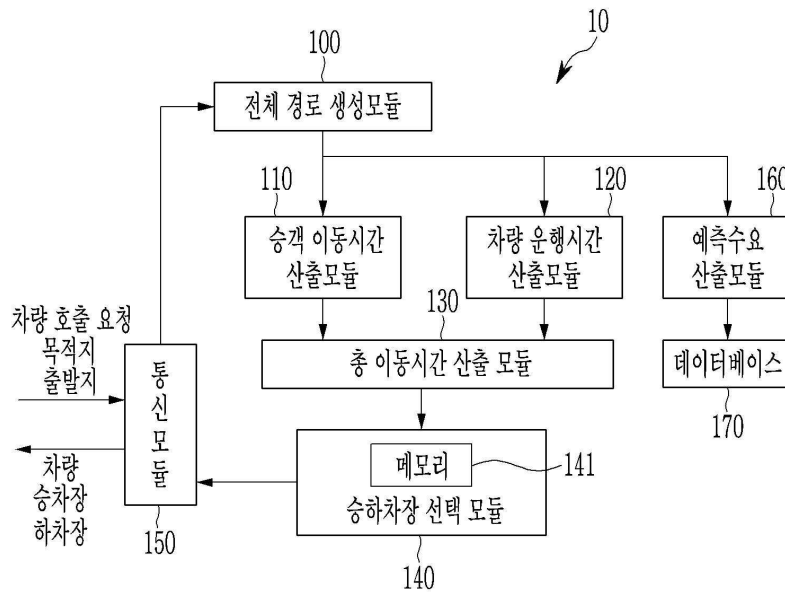 10
100
전체 경로 생성모듈
110
120
160
승객 이동시간
산출모듈
차량 운행시간
산출모듈
예측수요
산출모듈
130
차량 호출 요청
목적지
출발지
총 이동시간 산출 모듈
데이터베이스
170
통신모듈
메모리
141
승하차장 선택 모듈
차량
승차장
하차장
150
140